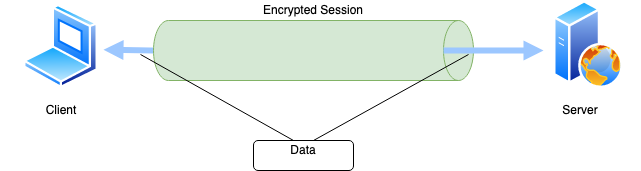 Encrypted Session
Client
Server
Data